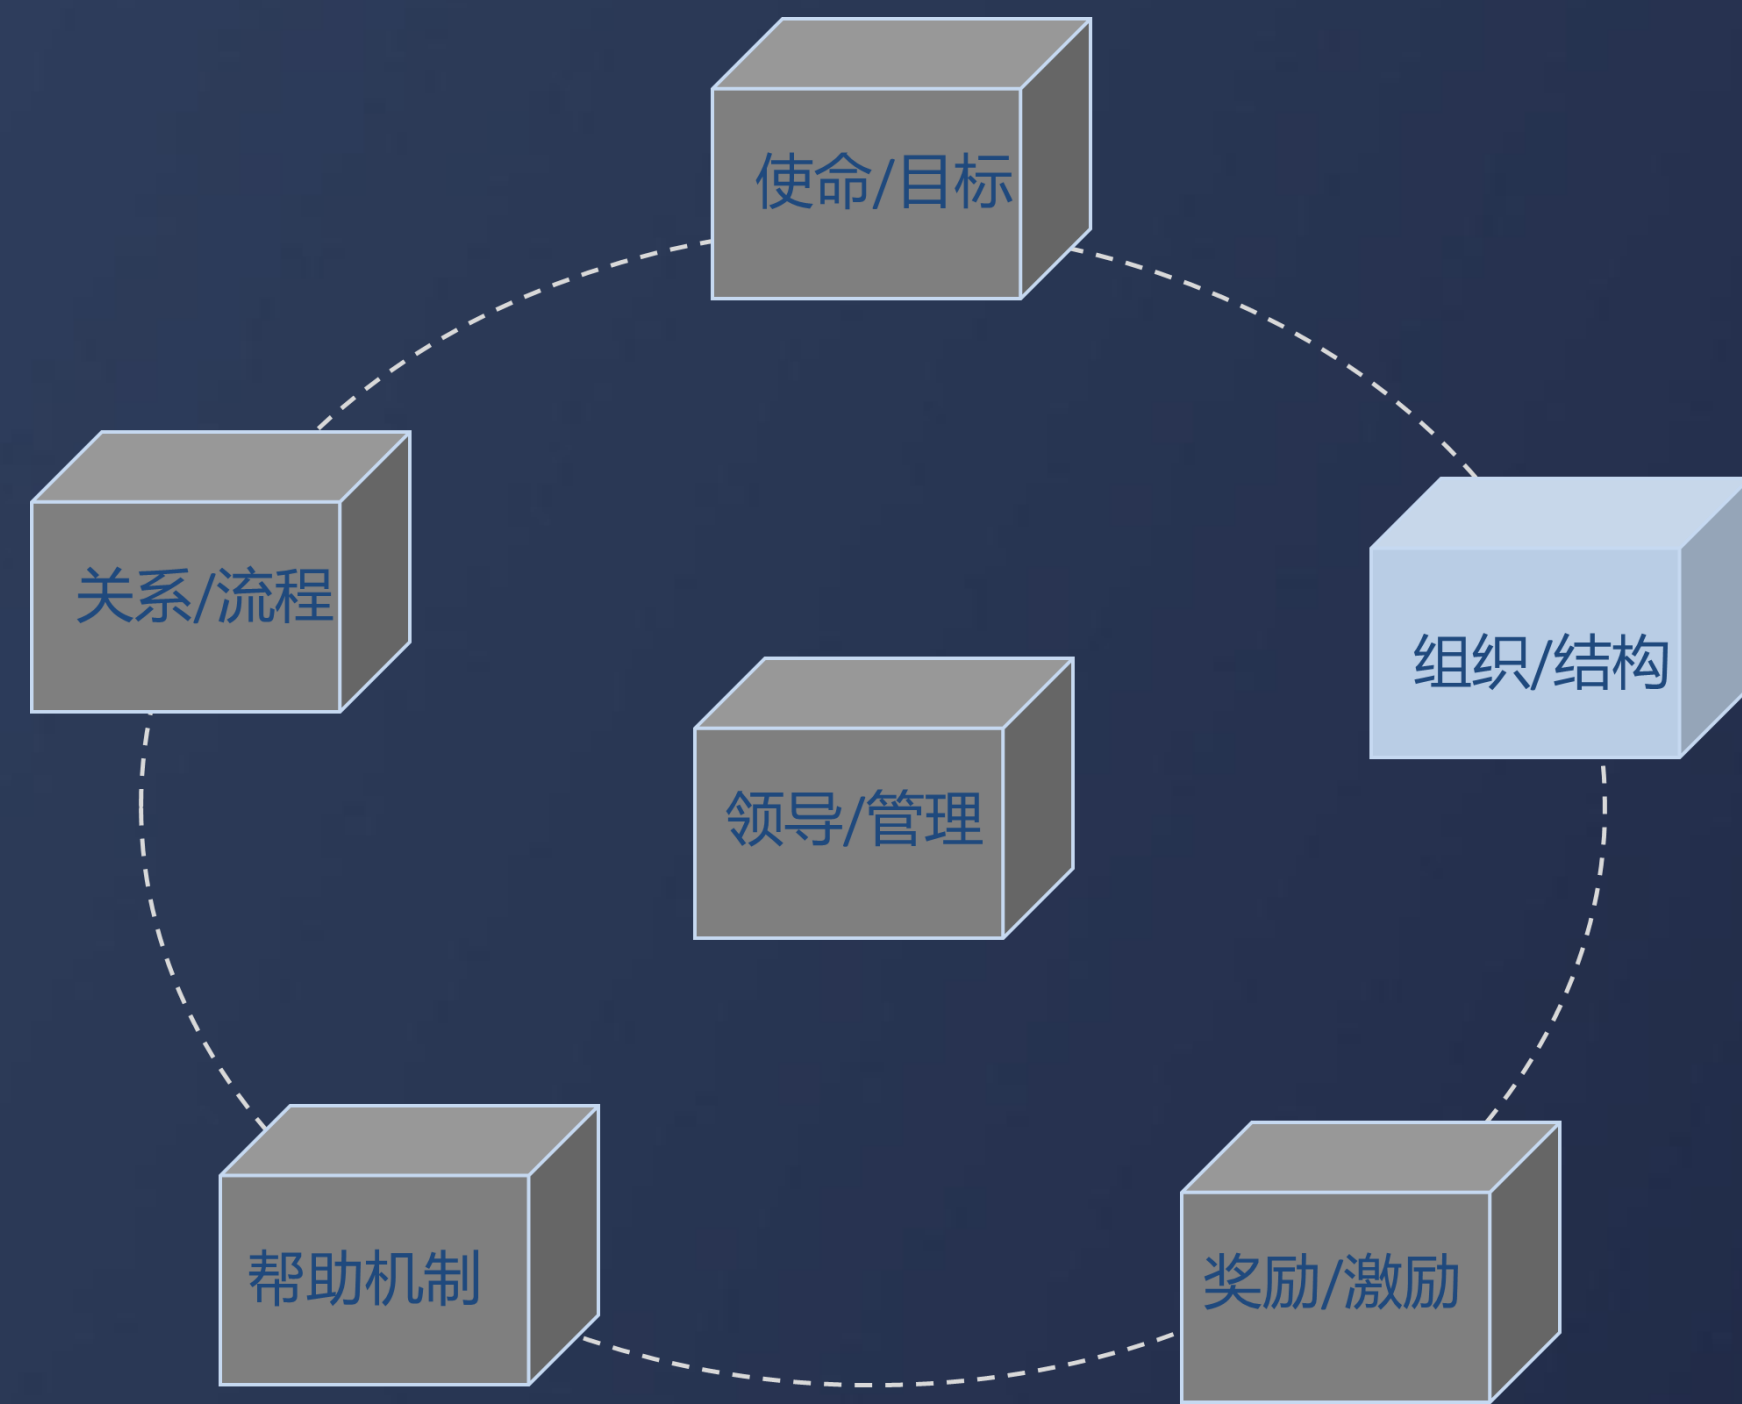 使命/目标
关系/流程
组织/结构
领导/管理
帮助机制
奖励/激励